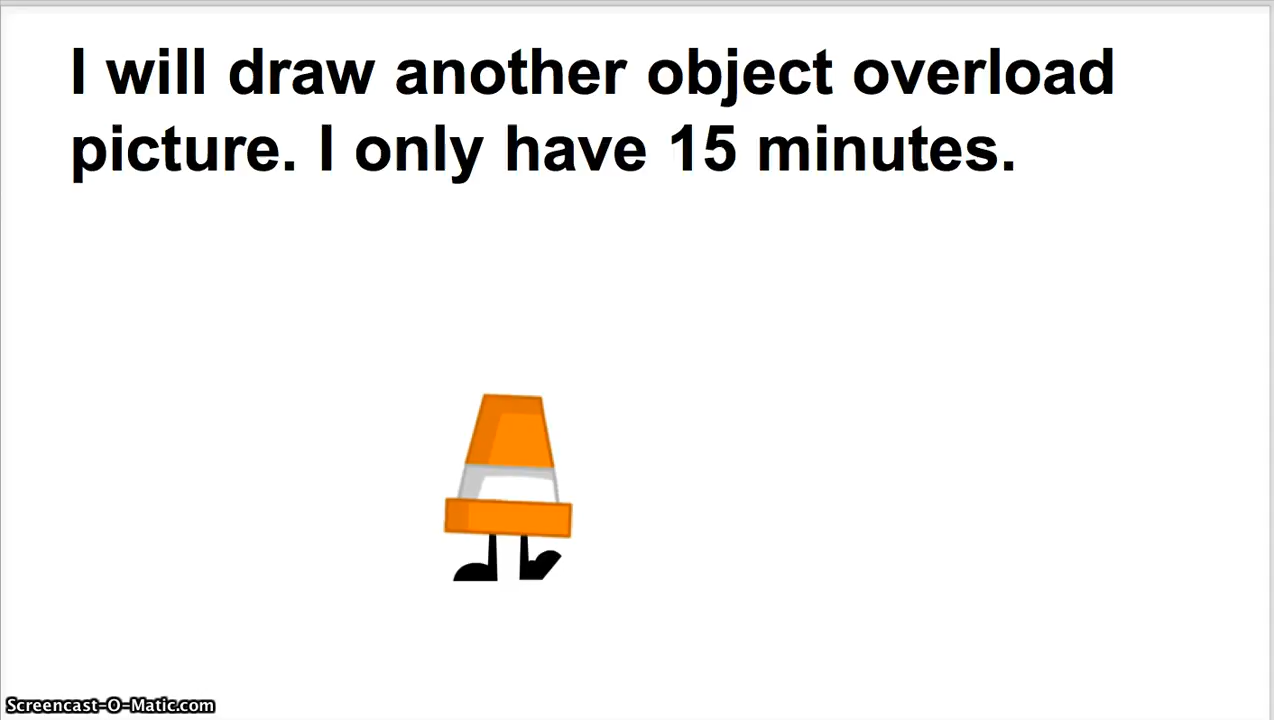 I will draw another object overload
picture. I only have 15 minutes.
Screencast-O-Matic.com